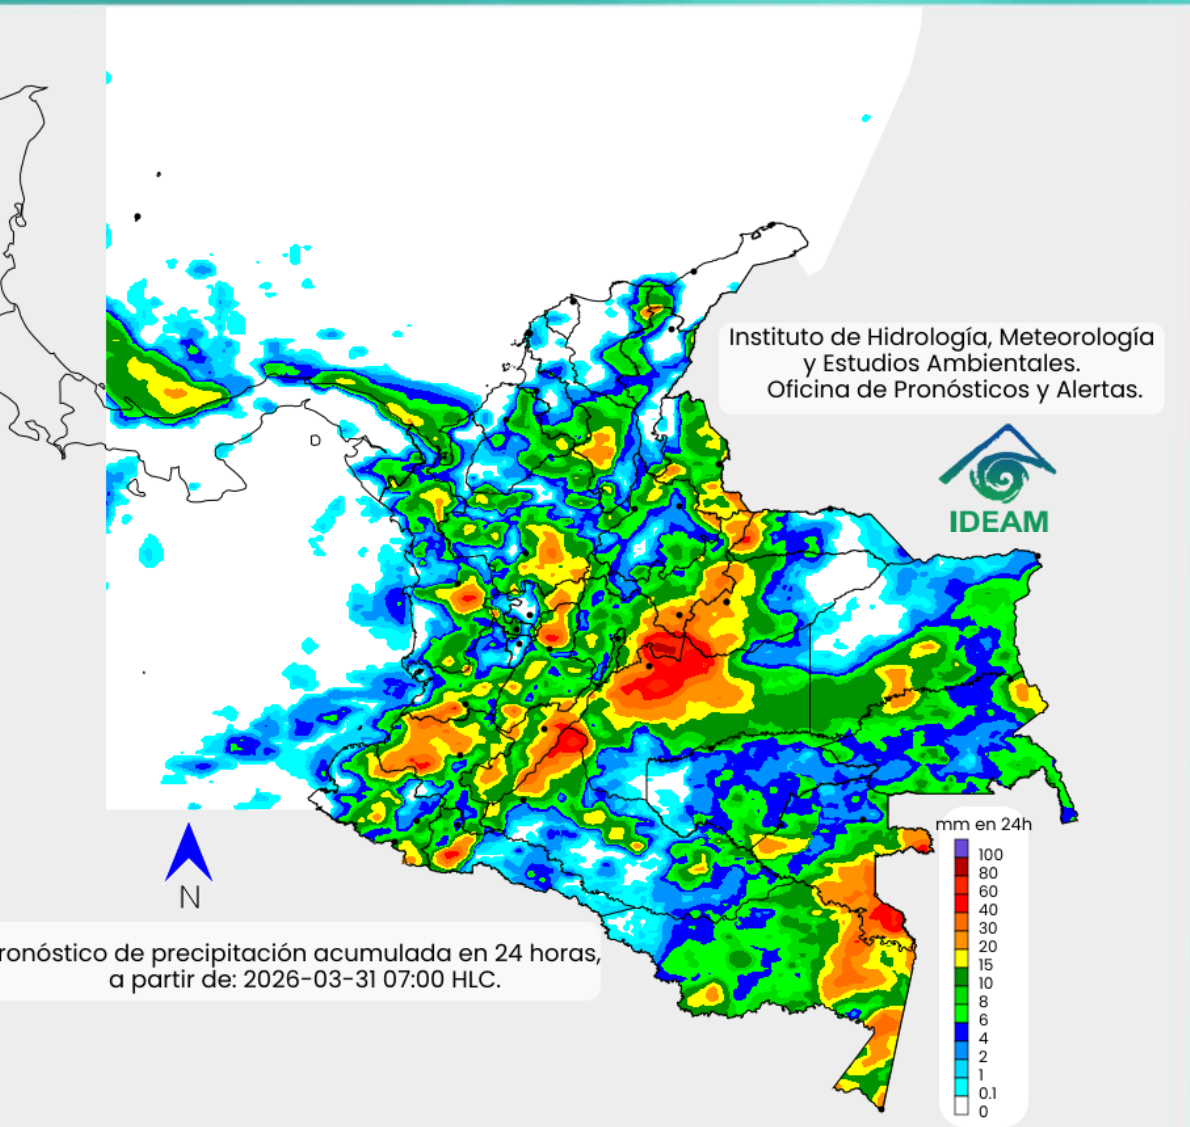 Instituto de Hidrología, Meteorología
y Estudios Ambientales.
Oficina de Pronósticos y Alertas.
IDEAM
N
ronóstico de precipitación acumulada en 24 horas,
a partir de: 2026-03-31 07:00 HLC.
mm en 24h
100
80
60
40
30
20
15
10
8
6
4
2
1
0.1
0